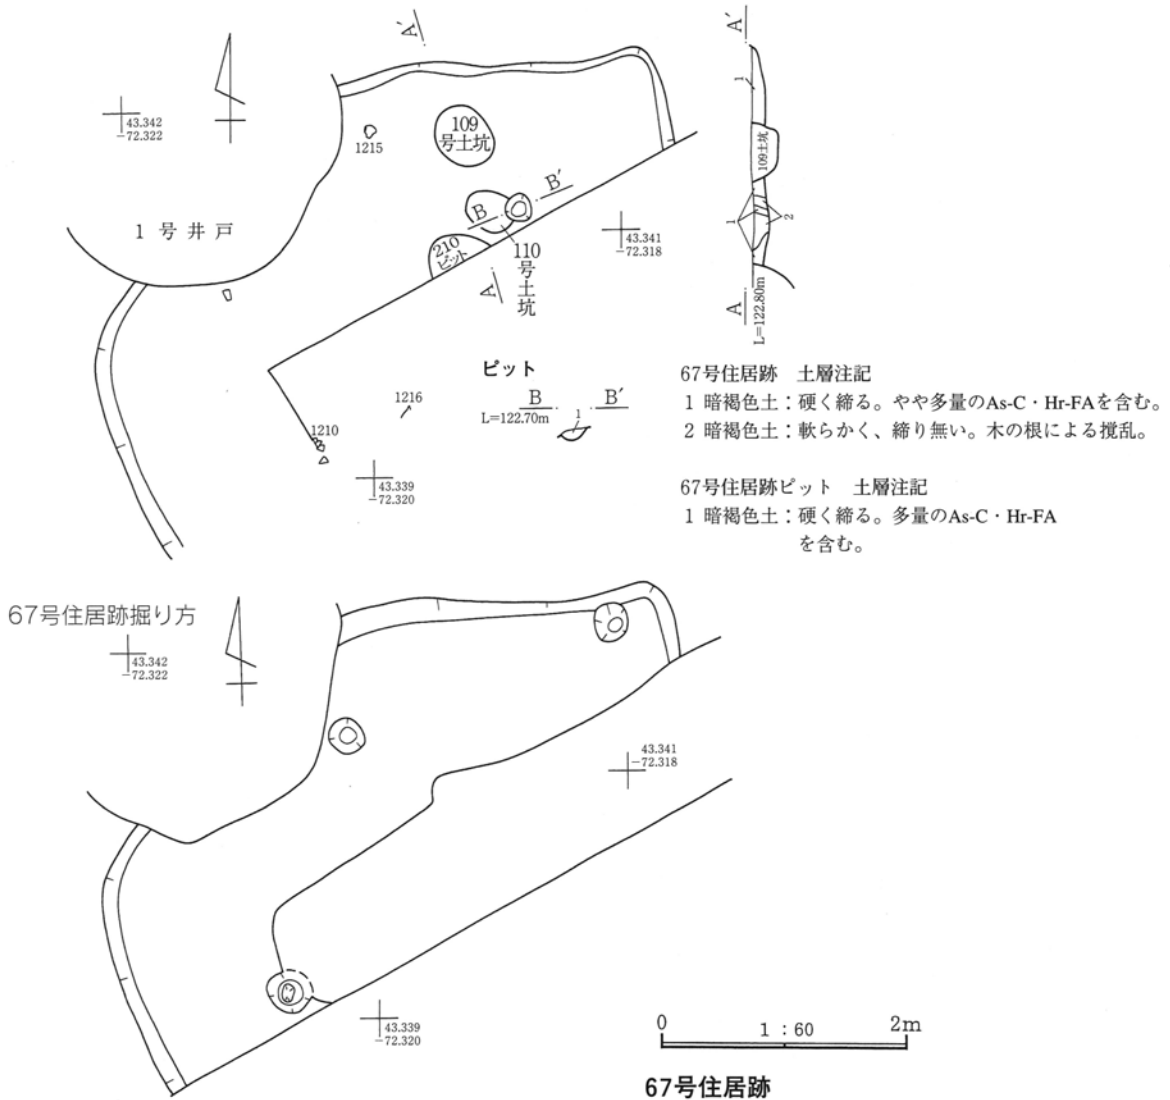 A′
A′
1
43.342
−72.322
109
号土坑
1215
109土坑
B
B′
1号井戸
43.341
−72.318
1
2
210
ピット
110
号
土
坑
A
A
L=122.80m
ピット
B
B′
L=122.70m
1
1216
1210
43.339
−72.320
67号住居跡 土層注記
1 暗褐色土：硬く締る。やや多量のAs-C・Hr-FAを含む。
2 暗褐色土：軟らかく、締り無い。木の根による撹乱。
67号住居跡ピット 土層注記
1 暗褐色土：硬く締る。多量のAs-C・Hr-FA
を含む。
67号住居跡掘り方
43.342
−72.322
43.341
−72.318
43.339
−72.320
0
1：60
2m
67号住居跡